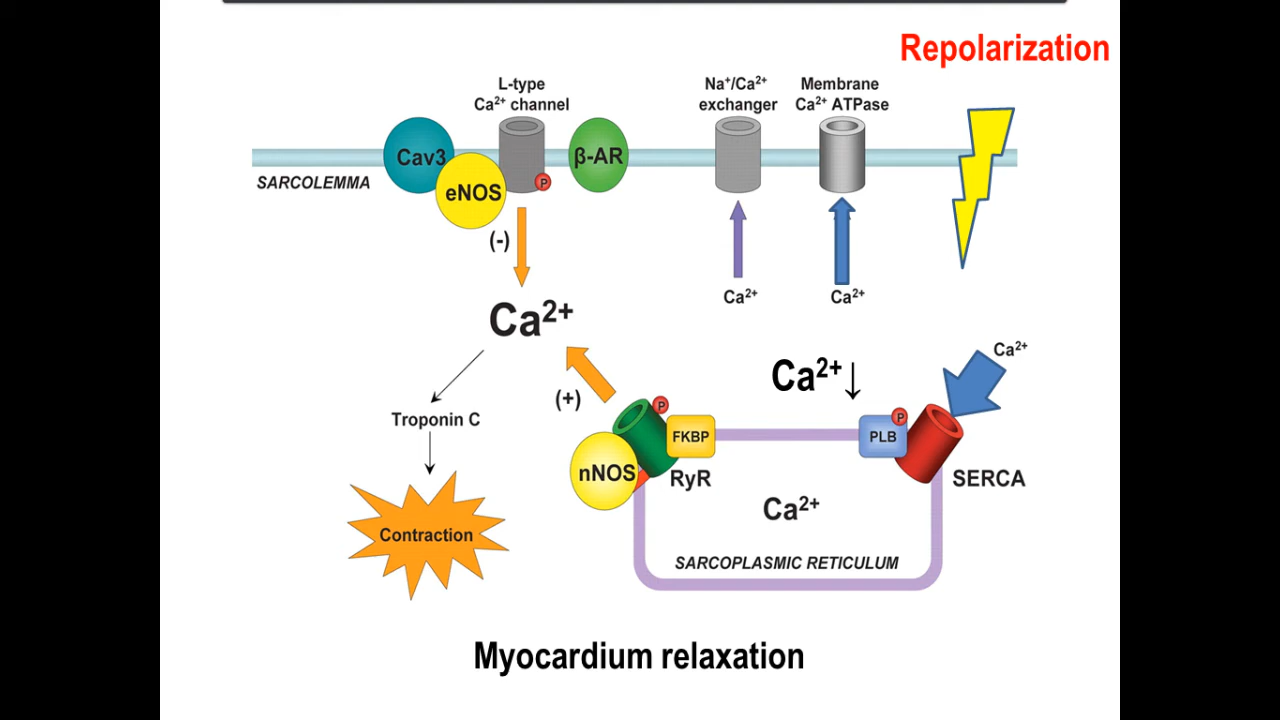 Repolarization
L-type
Ca²⁺ channel
Na⁺/Ca²⁺
exchanger
Membrane
Ca²⁺ ATPase
Cav3
eNOS
P
β-AR
SARCOLEMMA
(-)
Ca²⁺
Ca²⁺
Ca²⁺
Ca²⁺↓
Ca²⁺
(+)
Troponin C
P
FKBP
PLB
P
nNOS
RyR
SERCA
Ca²⁺
Contraction
SARCOPLASMIC RETICULUM
Myocardium relaxation